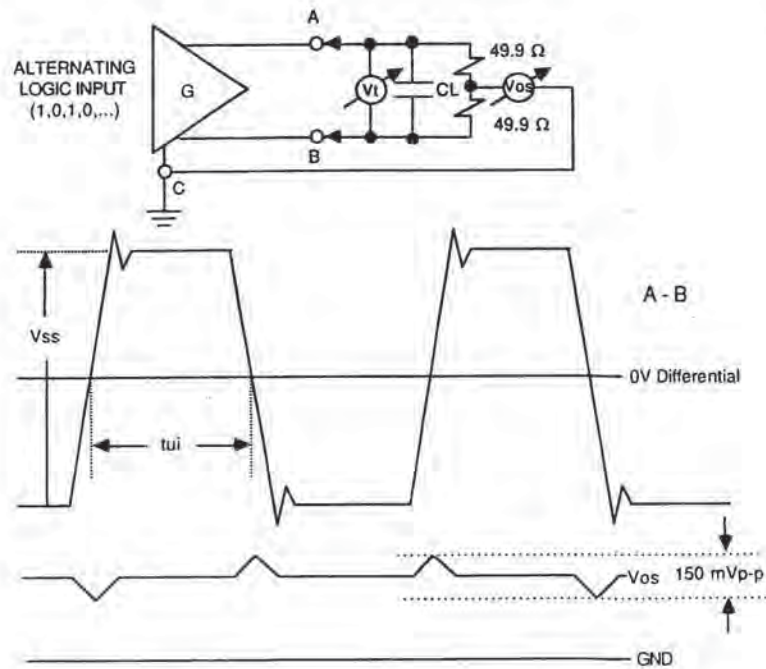 A
49.9 Ω
ALTERNATING
LOGIC INPUT
(1,0,1,0,...)
G
Vt
CL
Vos
49.9 Ω
B
C
A - B
Vss
0V Differential
tui
Vos
150 mVp-p
GND